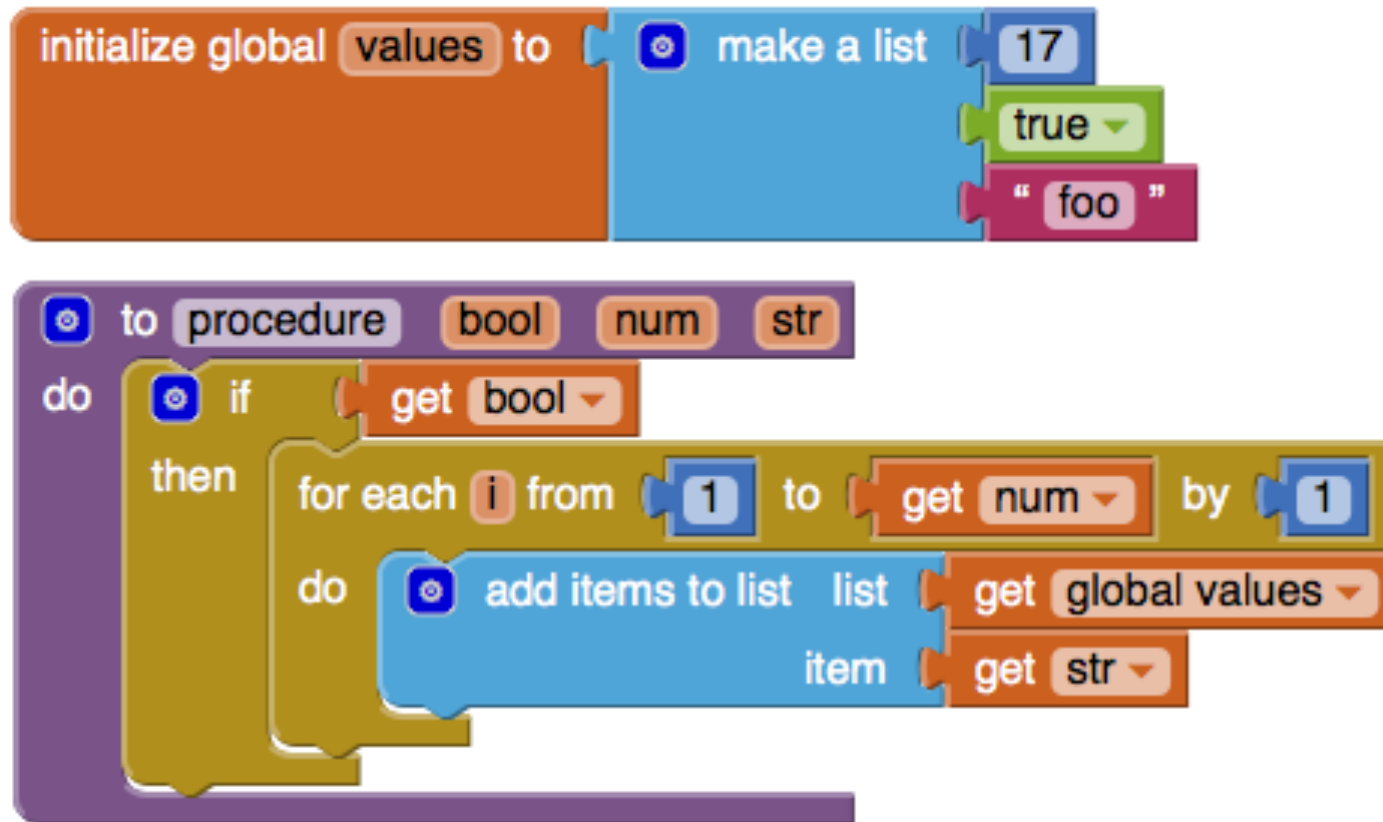 initialize global values to make a list 17
true
“ foo ”
to procedure bool num str
do if get bool
then for each i from 1 to get num by 1
do add items to list list get global values
item get str